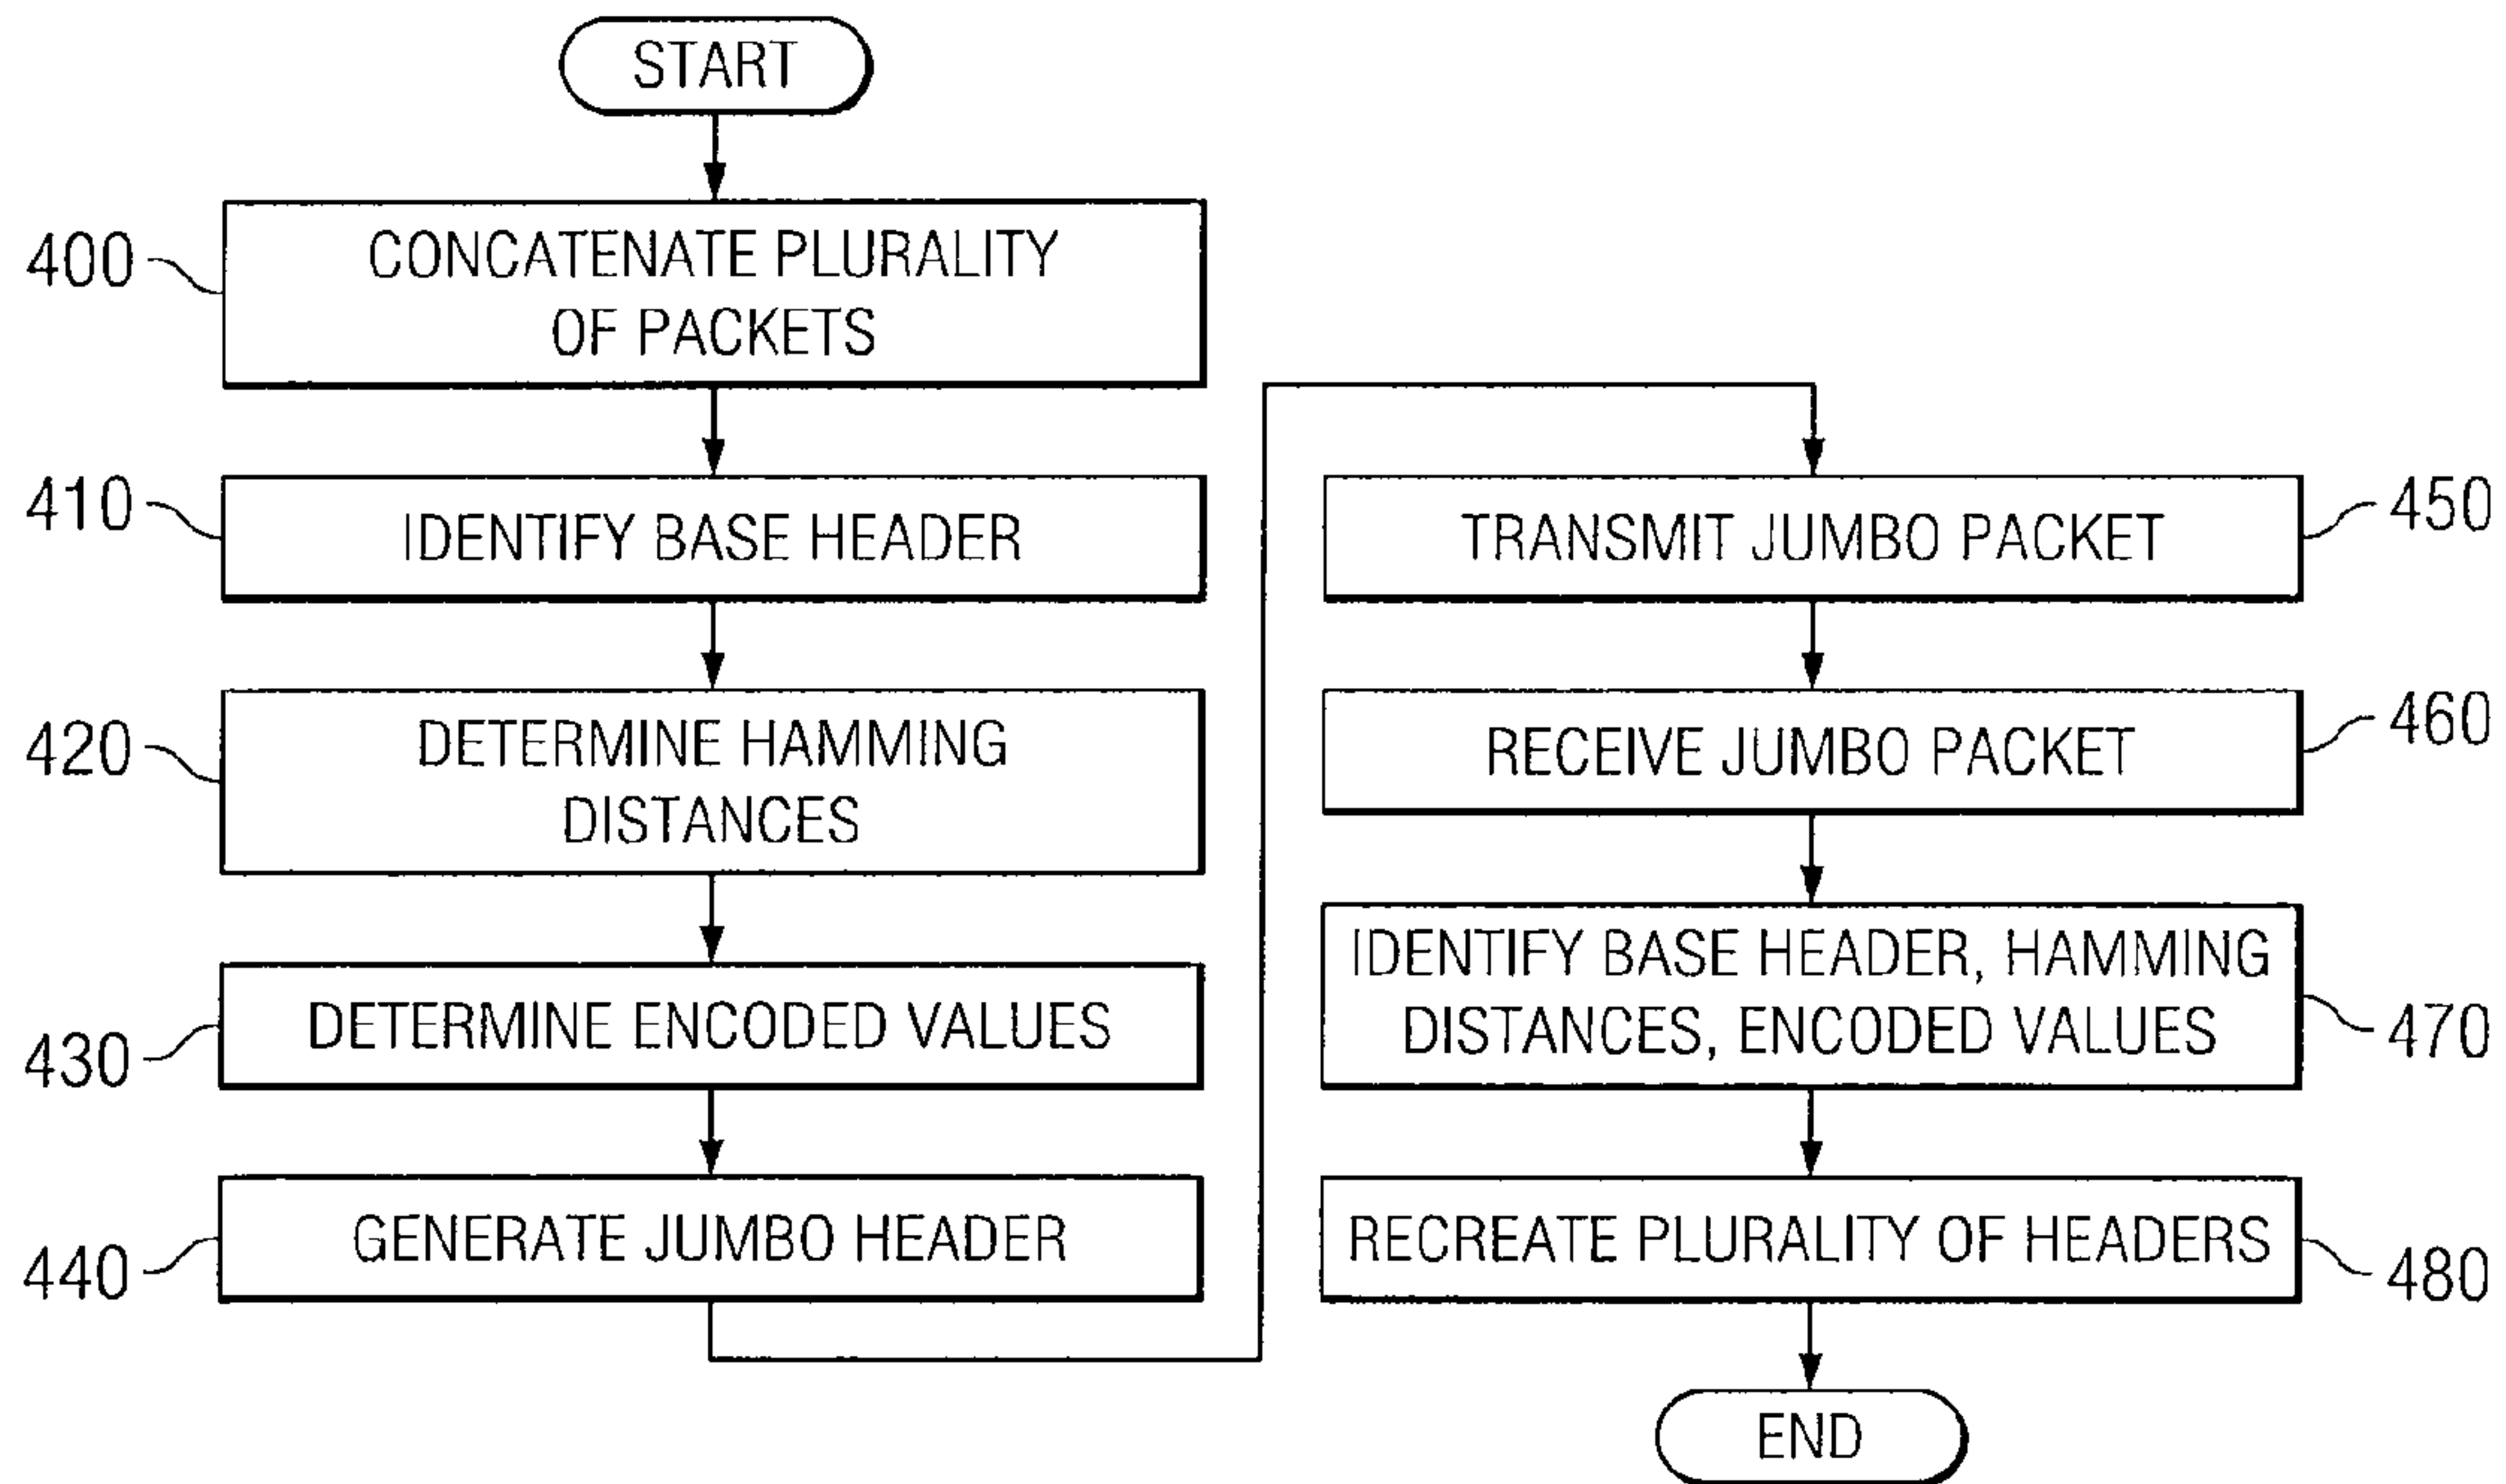 START
400
CONCATENATE PLURALITY
OF PACKETS
410
IDENTIFY BASE HEADER
420
DETERMINE HAMMING
DISTANCES
430
DETERMINE ENCODED VALUES
440
GENERATE JUMBO HEADER
TRANSMIT JUMBO PACKET
450
RECEIVE JUMBO PACKET
460
IDENTIFY BASE HEADER, HAMMING
DISTANCES, ENCODED VALUES
470
RECREATE PLURALITY OF HEADERS
480
END